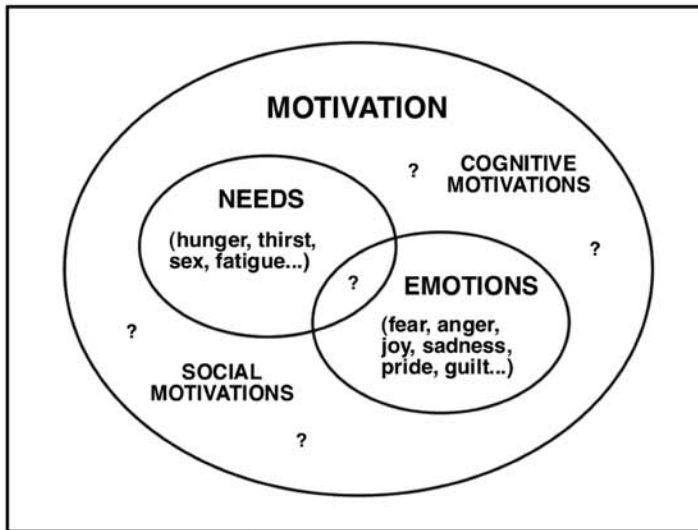 MOTIVATION
? COGNITIVE
MOTIVATIONS
NEEDS
(hunger, thirst,
sex, fatigue...)
?
?
EMOTIONS
(fear, anger,
joy, sadness,
pride, guilt...)
?
SOCIAL
MOTIVATIONS
?